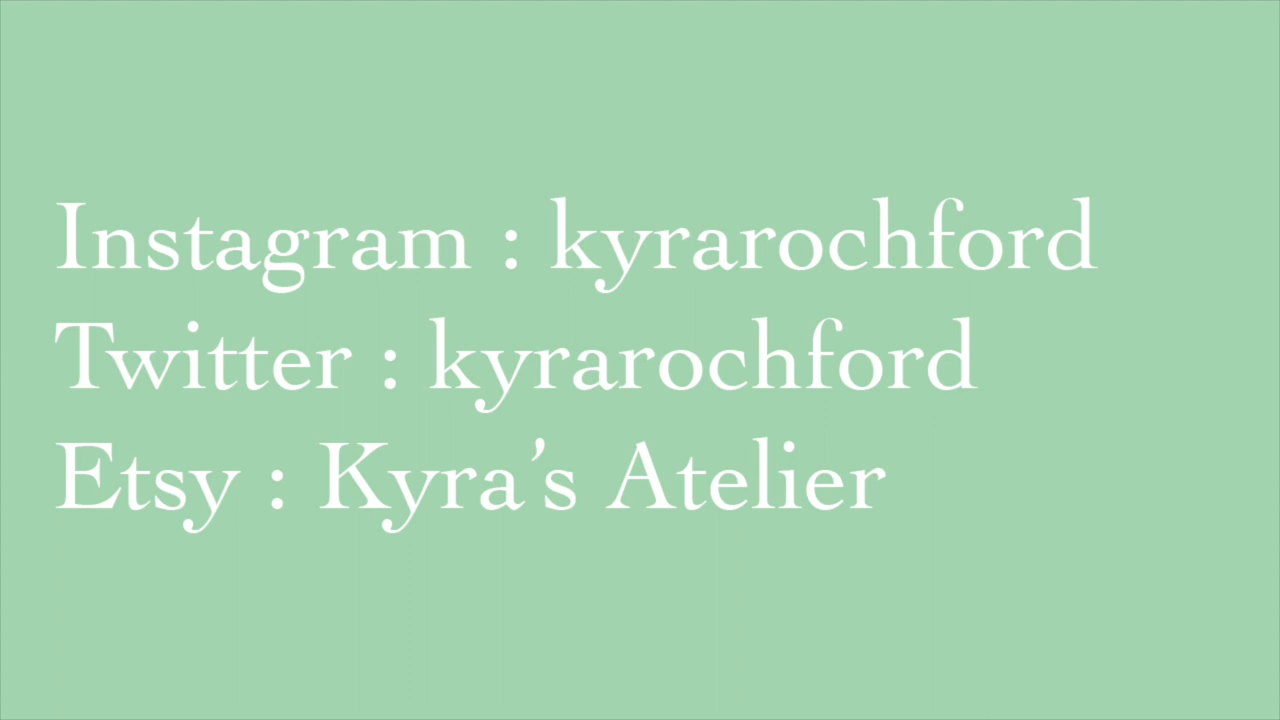 Instagram : kyrarochford
Twitter : kyrarochford
Etsy : Kyra’s Atelier